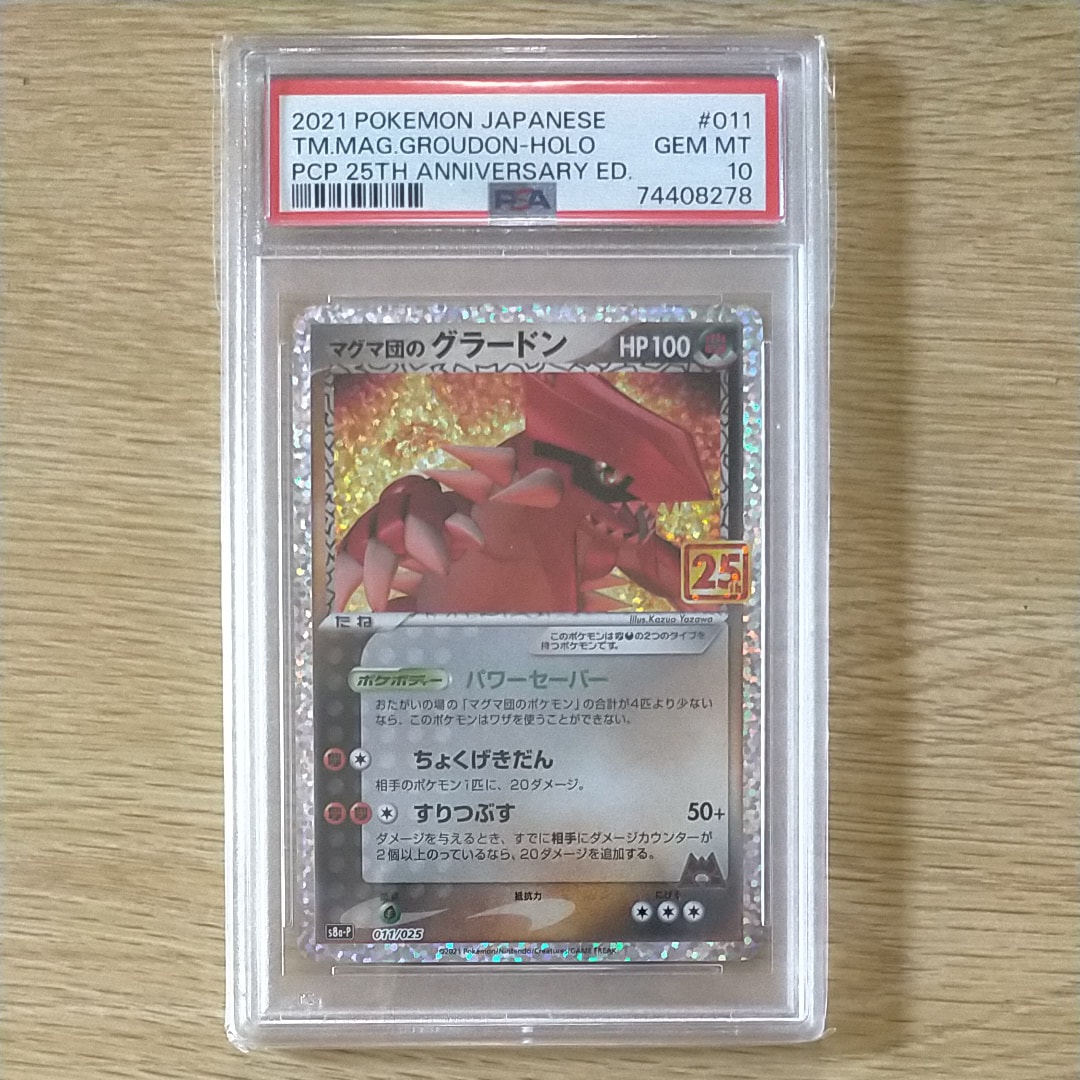 2021 POKEMON JAPANESE #011
TM.MAG.GROUDON-HOLO GEM MT
PCP 25TH ANNIVERSARY ED. 10
PSA 74408278
マグマ団の グラードン HP100
25
たね
Illus.Kazuo Yazawa
このポケモンは
の2つのタイプを
持つポケモンです。
ポケボディー パワーセーバー
おたがいの場の「マグマ団のポケモン」の合計が4匹より少ない
なら、このポケモンはワザを使うことができない。
ちょくげきだん
相手のポケモン1匹に、20ダメージ。
すりつぶす 50+
ダメージを与えるとき、すでに相手にダメージカウンターが
2個以上のっているなら、20ダメージを追加する。
抵抗力
s8a-P 011/025
©2021 Pokémon/Nintendo/Creatures/GAME FREAK.